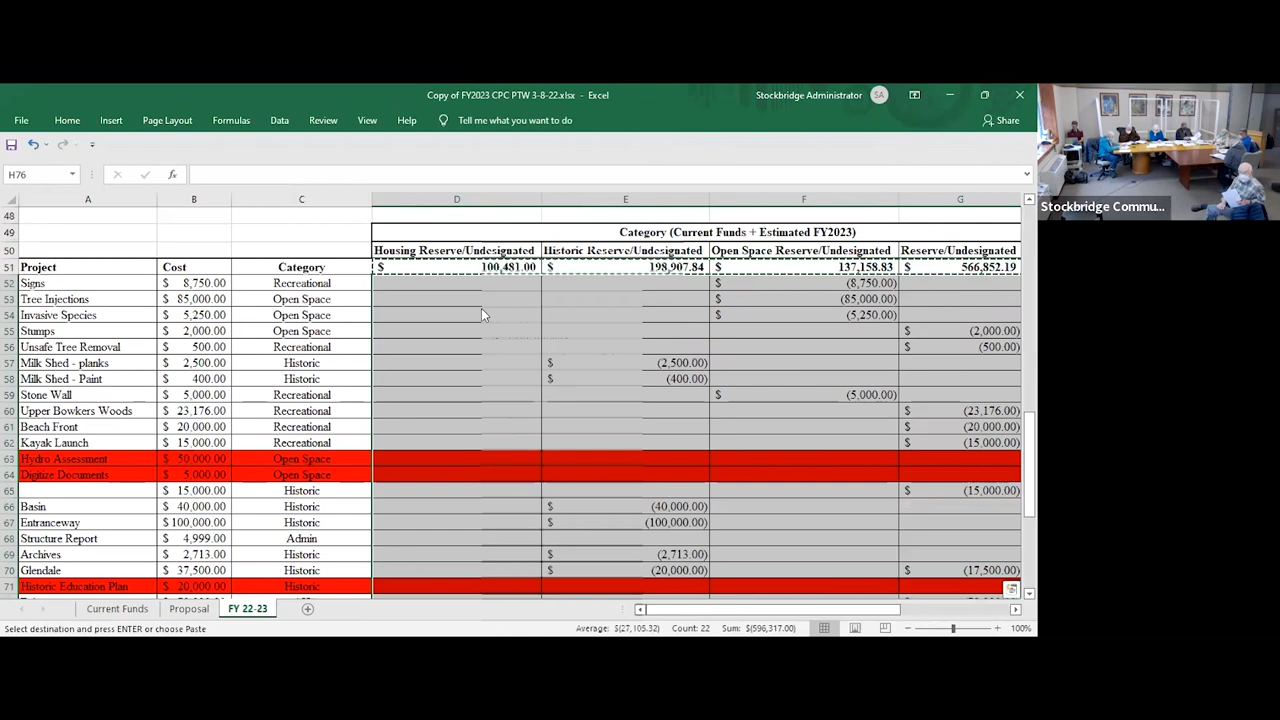 Copy of FY2023 CPC PTW 3-8-22.xlsx - Excel
Stockbridge Administrator SA
File Home Insert Page Layout Formulas Data Review View Help Tell me what you want to do Share
H76 fx
A B C D E F G
48
49 Category (Current Funds + Estimated FY2023)
50 Housing Reserve/Undesignated Historic Reserve/Undesignated Open Space Reserve/Undesignated Reserve/Undesignated
51 Project Cost Category $ 100,481.00 $ 198,907.84 $ 137,158.83 $ 566,852.19
52 Signs $ 8,750.00 Recreational $ (8,750.00)
53 Tree Injections $ 85,000.00 Open Space $ (85,000.00)
54 Invasive Species $ 5,250.00 Open Space $ (5,250.00)
55 Stumps $ 2,000.00 Open Space $ (2,000.00)
56 Unsafe Tree Removal $ 500.00 Recreational $ (500.00)
57 Milk Shed - planks $ 2,500.00 Historic $ (2,500.00)
58 Milk Shed - Paint $ 400.00 Historic $ (400.00)
59 Stone Wall $ 5,000.00 Recreational $ (5,000.00)
60 Upper Bowkers Woods $ 23,176.00 Recreational $ (23,176.00)
61 Beach Front $ 20,000.00 Recreational $ (20,000.00)
62 Kayak Launch $ 15,000.00 Recreational $ (15,000.00)
63 Hydro Assessment $ 50,000.00 Open Space
64 Digitize Documents $ 5,000.00 Open Space
65 $ 15,000.00 Historic $ (15,000.00)
66 Basin $ 40,000.00 Historic $ (40,000.00)
67 Entranceway $ 100,000.00 Historic $ (100,000.00)
68 Structure Report $ 4,999.00 Admin
69 Archives $ 2,713.00 Historic $ (2,713.00)
70 Glendale $ 37,500.00 Historic $ (20,000.00) $ (17,500.00)
71 Historic Education Plan $ 20,000.00 Historic
Current Funds Proposal FY 22-23
Select destination and press ENTER or choose Paste Average: $(27,105.32) Count: 22 Sum: $(596,317.00) 100%
Stockbridge Commu...